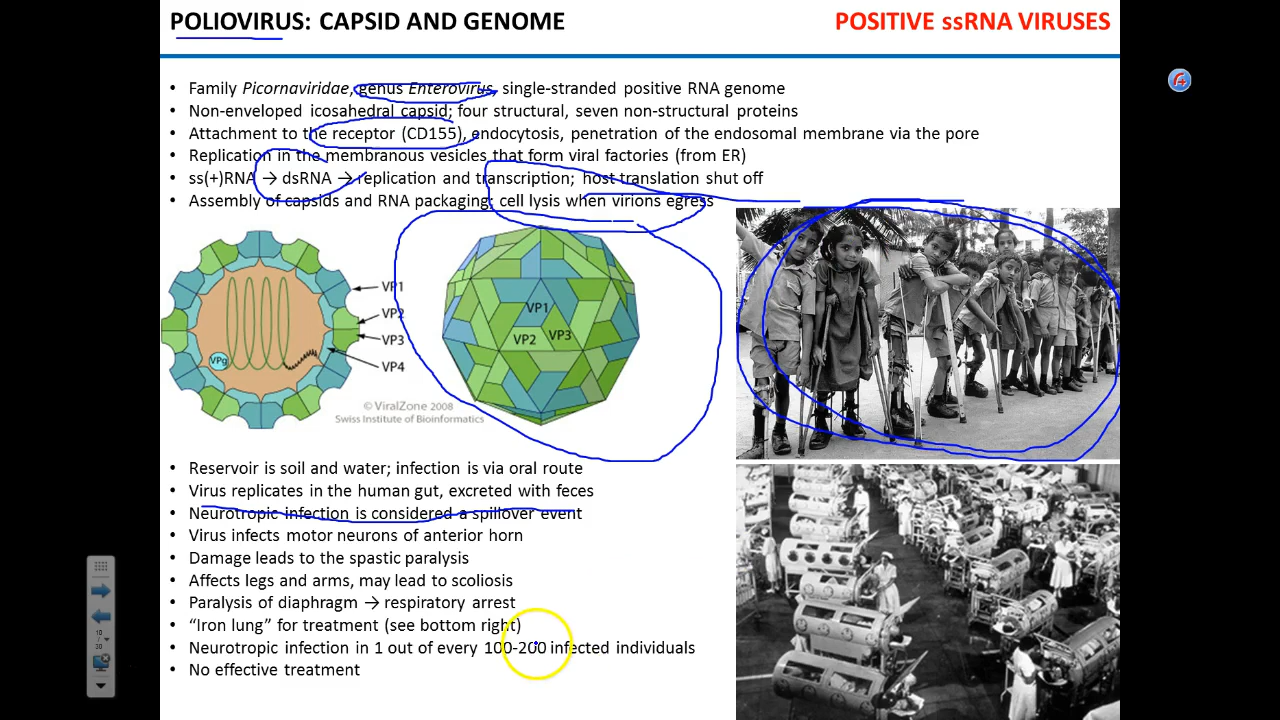 POLIOVIRUS: CAPSID AND GENOME
POSITIVE ssRNA VIRUSES
• Family Picornaviridae, genus Enterovirus, single-stranded positive RNA genome
• Non-enveloped icosahedral capsid; four structural, seven non-structural proteins
• Attachment to the receptor (CD155), endocytosis, penetration of the endosomal membrane via the pore
• Replication in the membranous vesicles that form viral factories (from ER)
• ss(+)RNA → dsRNA → replication and transcription; host translation shut off
• Assembly of capsids and RNA packaging; cell lysis when virions egress
VP1
VP2
VP3
VP4
VPg
VP1
VP2
VP3
© ViralZone 2008
Swiss Institute of Bioinformatics
• Reservoir is soil and water; infection is via oral route
• Virus replicates in the human gut, excreted with feces
• Neurotropic infection is considered a spillover event
• Virus infects motor neurons of anterior horn
• Damage leads to the spastic paralysis
• Affects legs and arms, may lead to scoliosis
• Paralysis of diaphragm → respiratory arrest
• “Iron lung” for treatment (see bottom right)
• Neurotropic infection in 1 out of every 100-200 infected individuals
• No effective treatment
10
/
30